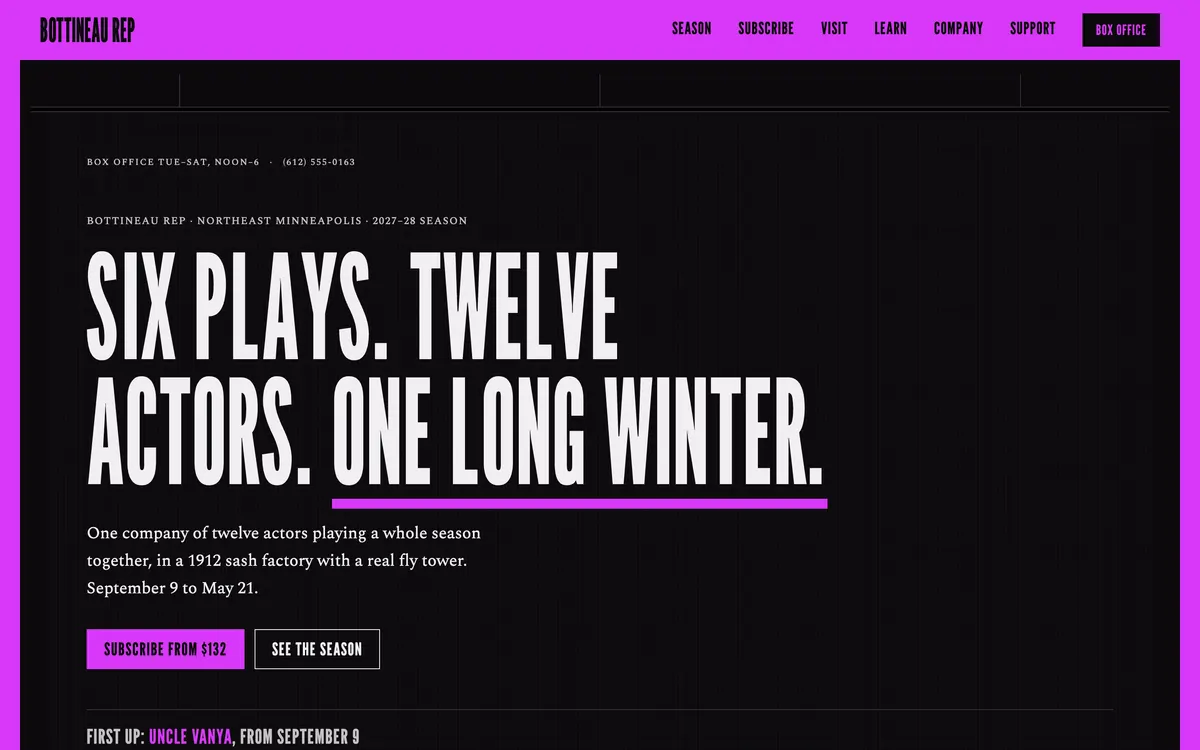 BOTTINEAU REP
SEASON SUBSCRIBE VISIT LEARN COMPANY SUPPORT BOX OFFICE
BOX OFFICE TUE–SAT, NOON–6 · (612) 555-0163
BOTTINEAU REP · NORTHEAST MINNEAPOLIS · 2027–28 SEASON
SIX PLAYS. TWELVE
ACTORS. ONE LONG WINTER.
One company of twelve actors playing a whole season
together, in a 1912 sash factory with a real fly tower.
September 9 to May 21.
SUBSCRIBE FROM $132 SEE THE SEASON
FIRST UP: UNCLE VANYA, FROM SEPTEMBER 9